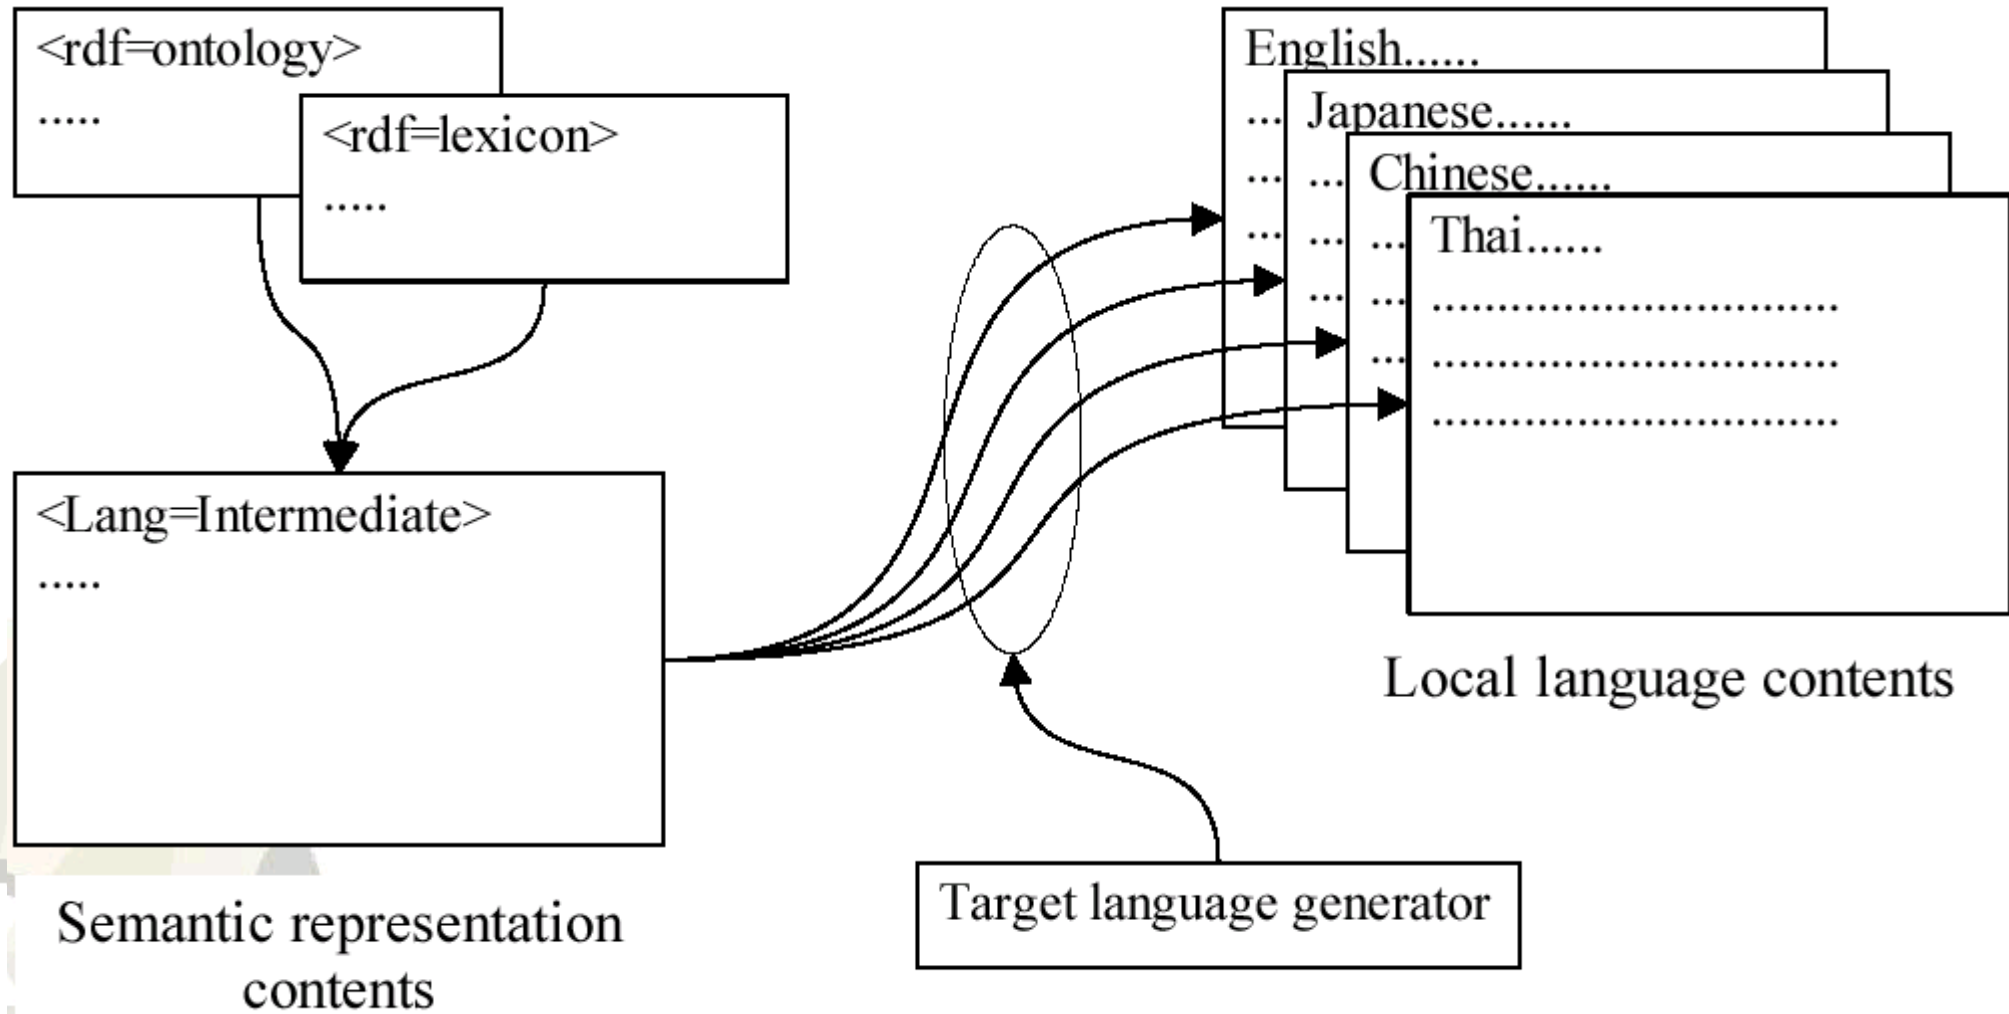 <rdf=ontology>
.....
<rdf=lexicon>
.....
<Lang=Intermediate>
.....
Semantic representation
contents
English......
...
...
...
Japanese......
...
...
...
Chinese......
...
...
...
Thai......
................................
................................
................................
Local language contents
Target language generator